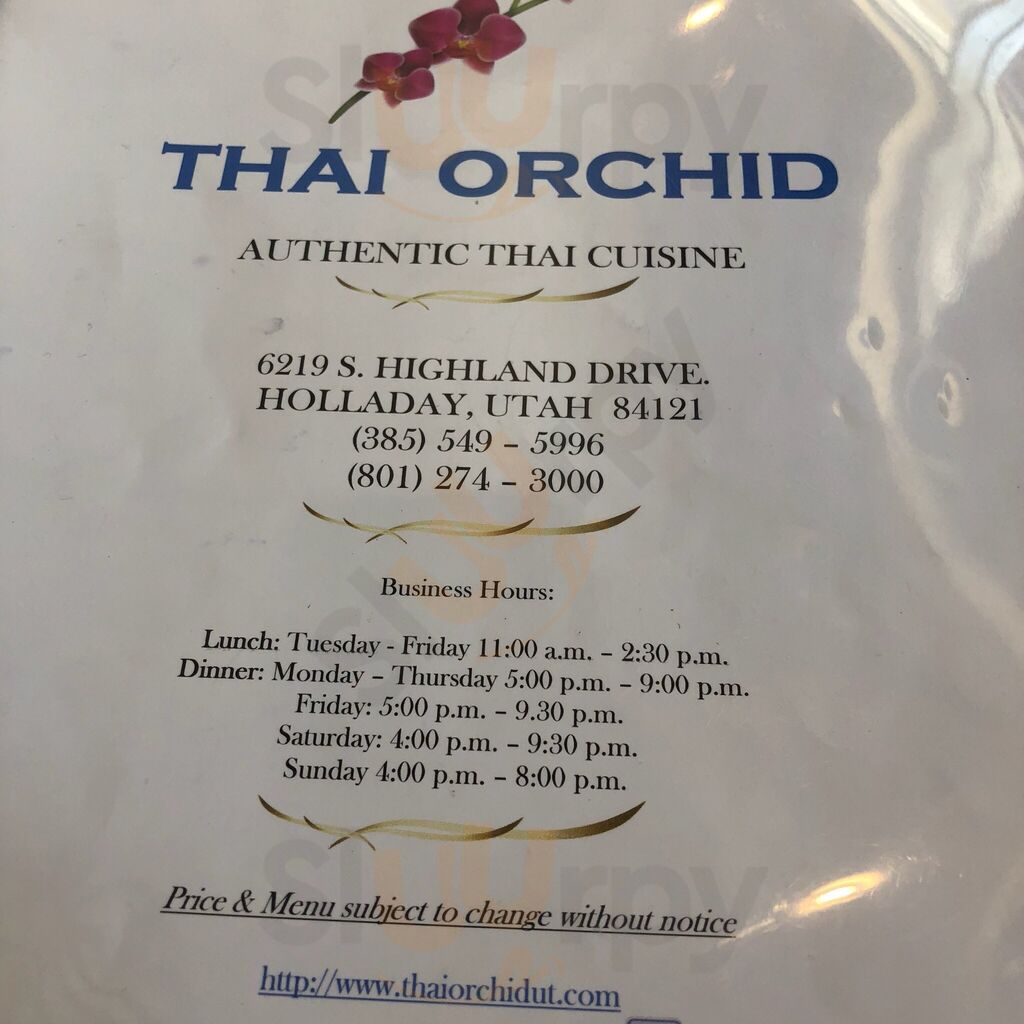 THAI ORCHID
AUTHENTIC THAI CUISINE
6219 S. HIGHLAND DRIVE.
HOLLADAY, UTAH 84121
(385) 549 – 5996
(801) 274 – 3000
Business Hours:
Lunch: Tuesday - Friday 11:00 a.m. – 2:30 p.m.
Dinner: Monday – Thursday 5:00 p.m. – 9:00 p.m.
Friday: 5:00 p.m. – 9.30 p.m.
Saturday: 4:00 p.m. – 9:30 p.m.
Sunday 4:00 p.m. – 8:00 p.m.
Price & Menu subject to change without notice
http://www.thaiorchidut.com
Slurrpy
Slurrpy
Slurrpy